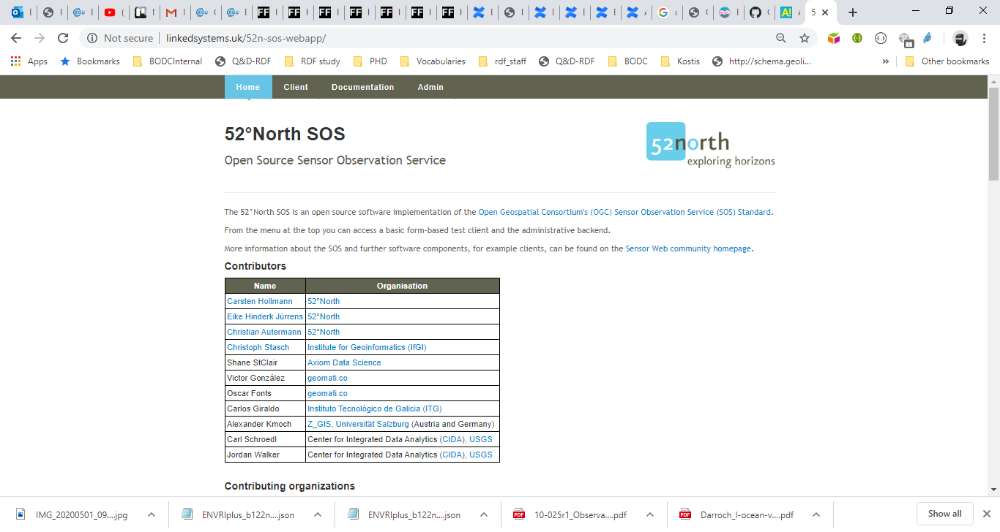 5
Not secure | linkedsystems.uk/52n-sos-webapp/
Apps Bookmarks BODCInternal Q&D-RDF RDF study PHD Vocabularies rdf_staff Q&D-RDF BODC Kostis http://schema.geoli... » Other bookmarks
Home Client Documentation Admin
52°North SOS
Open Source Sensor Observation Service
52north
exploring horizons
The 52°North SOS is an open source software implementation of the Open Geospatial Consortium's (OGC) Sensor Observation Service (SOS) Standard.
From the menu at the top you can access a basic form-based test client and the administrative backend.
More information about the SOS and further software components, for example clients, can be found on the Sensor Web community homepage.
Contributors
Name Organisation
Carsten Hollmann 52°North
Eike Hinderk Jürrens 52°North
Christian Autermann 52°North
Christoph Stasch Institute for Geoinformatics (IfGI)
Shane StClair Axiom Data Science
Victor González geomati.co
Oscar Fonts geomati.co
Carlos Giraldo Instituto Tecnológico de Galicia (ITG)
Alexander Kmoch Z_GIS, Universität Salzburg (Austria and Germany)
Carl Schroedl Center for Integrated Data Analytics (CIDA), USGS
Jordan Walker Center for Integrated Data Analytics (CIDA), USGS
Contributing organizations
IMG_20200501_09....jpg ENVRIplus_b122n....json ENVRIplus_b122n....json 10-025r1_Observa....pdf Darroch_I-ocean-v....pdf Show all